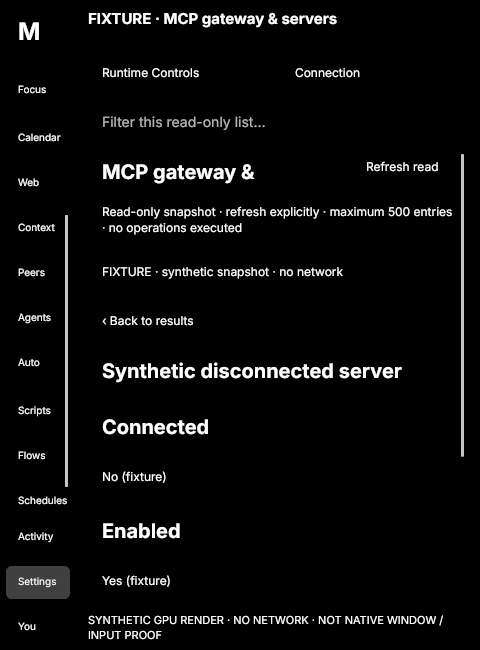 M
FIXTURE · MCP gateway & servers
Focus
Calendar
Web
Context
Peers
Agents
Auto
Scripts
Flows
Schedules
Activity
Settings
You
Runtime Controls
Connection
Filter this read-only list...
MCP gateway &
Refresh read
Read-only snapshot · refresh explicitly · maximum 500 entries
· no operations executed
FIXTURE · synthetic snapshot · no network
‹ Back to results
Synthetic disconnected server
Connected
No (fixture)
Enabled
Yes (fixture)
SYNTHETIC GPU RENDER · NO NETWORK · NOT NATIVE WINDOW /
INPUT PROOF